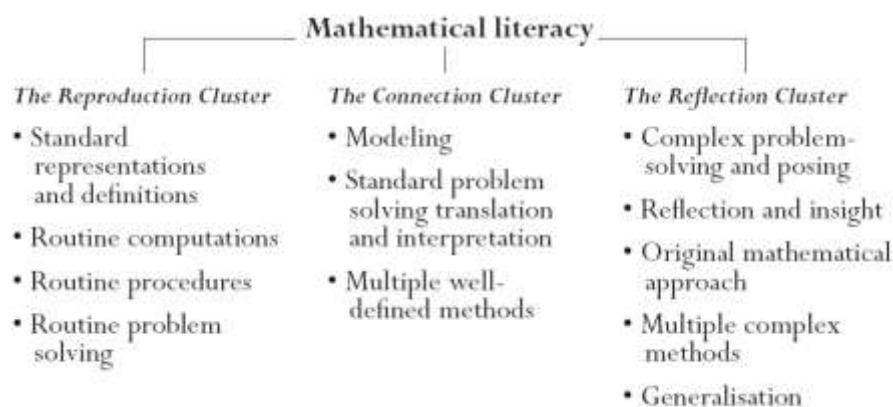 Mathematical literacy
The Reproduction Cluster
• Standard
representations
and definitions
• Routine computations
• Routine procedures
• Routine problem
solving
The Connection Cluster
• Modeling
• Standard problem
solving translation
and interpretation
• Multiple well-
defined methods
The Reflection Cluster
• Complex problem-
solving and posing
• Reflection and insight
• Original mathematical
approach
• Multiple complex
methods
• Generalisation